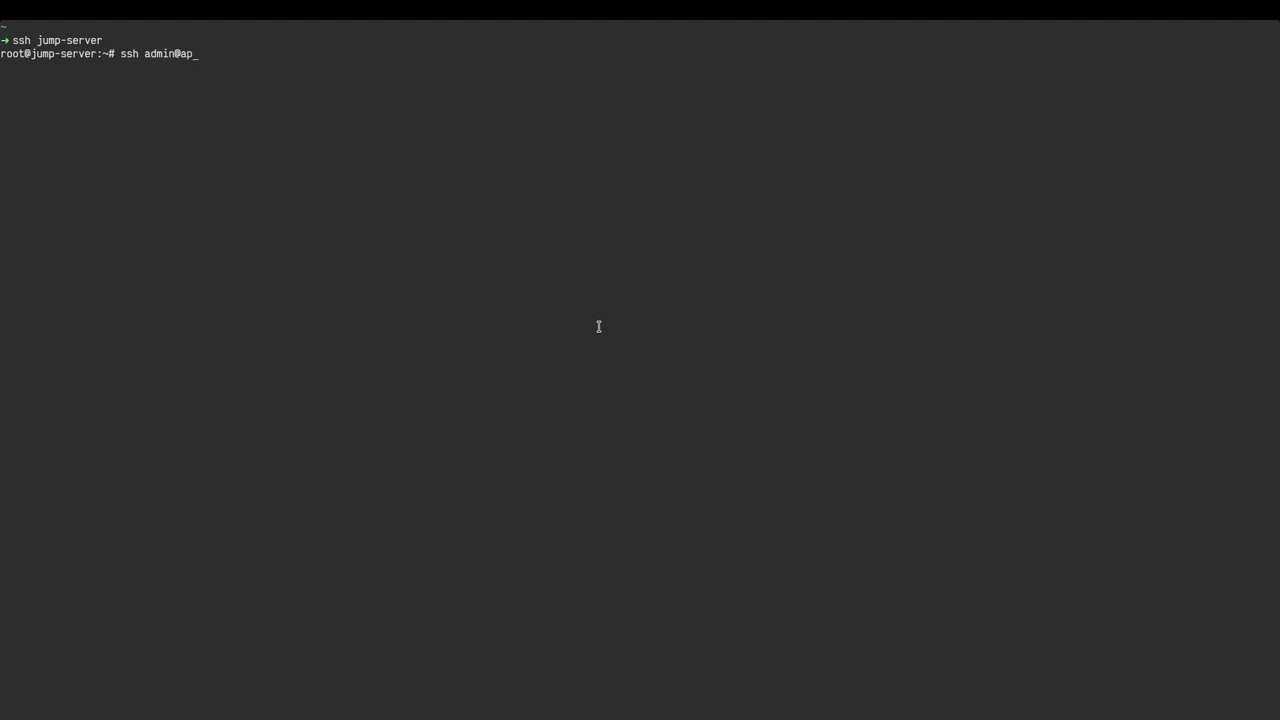 ~
➜ ssh jump-server
root@jump-server:~# ssh admin@ap_